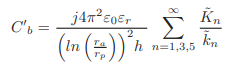 C'_b = \frac{j4\pi^2\varepsilon_0\varepsilon_r}{\left(ln\left(\frac{r_a}{r_p}\right)\right)^2 h} \sum_{n=1,3,5}^{\infty} \frac{\tilde{K}_n}{\tilde{k}_n}